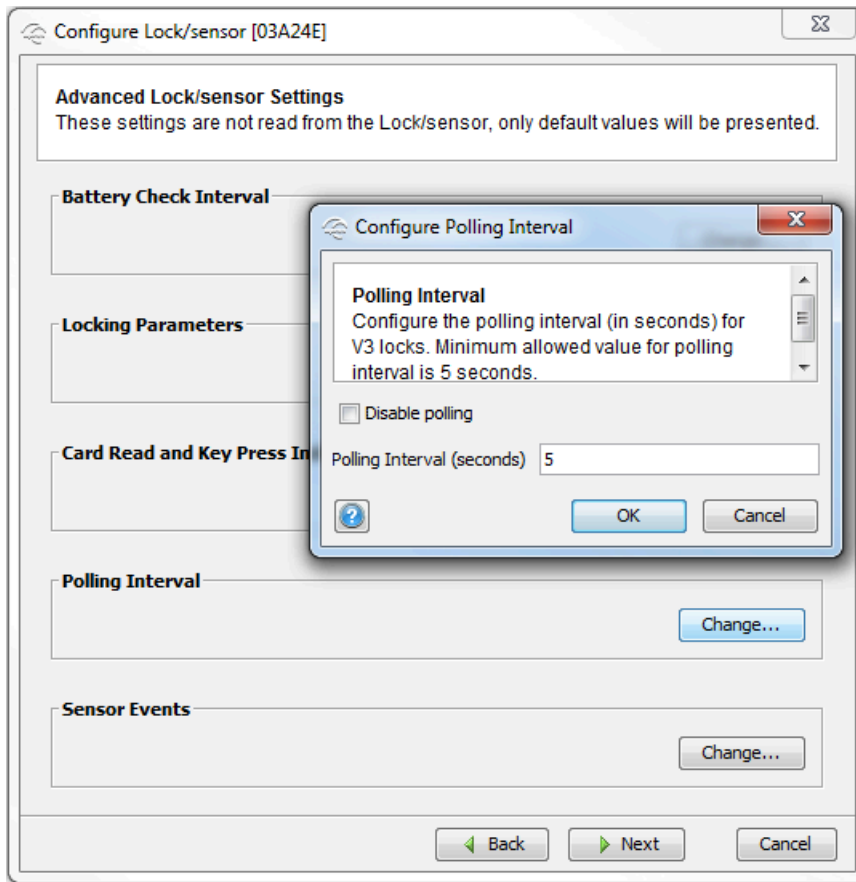 Configure Lock/sensor [03A24E]
Advanced Lock/sensor Settings
These settings are not read from the Lock/sensor, only default values will be presented.
Battery Check Interval
Configure Polling Interval
Polling Interval
Configure the polling interval (in seconds) for
V3 locks. Minimum allowed value for polling
interval is 5 seconds.
Locking Parameters
Disable polling
Card Read and Key Press In
Polling Interval (seconds) 5
OK Cancel
Polling Interval
Change...
Sensor Events
Change...
Back Next Cancel